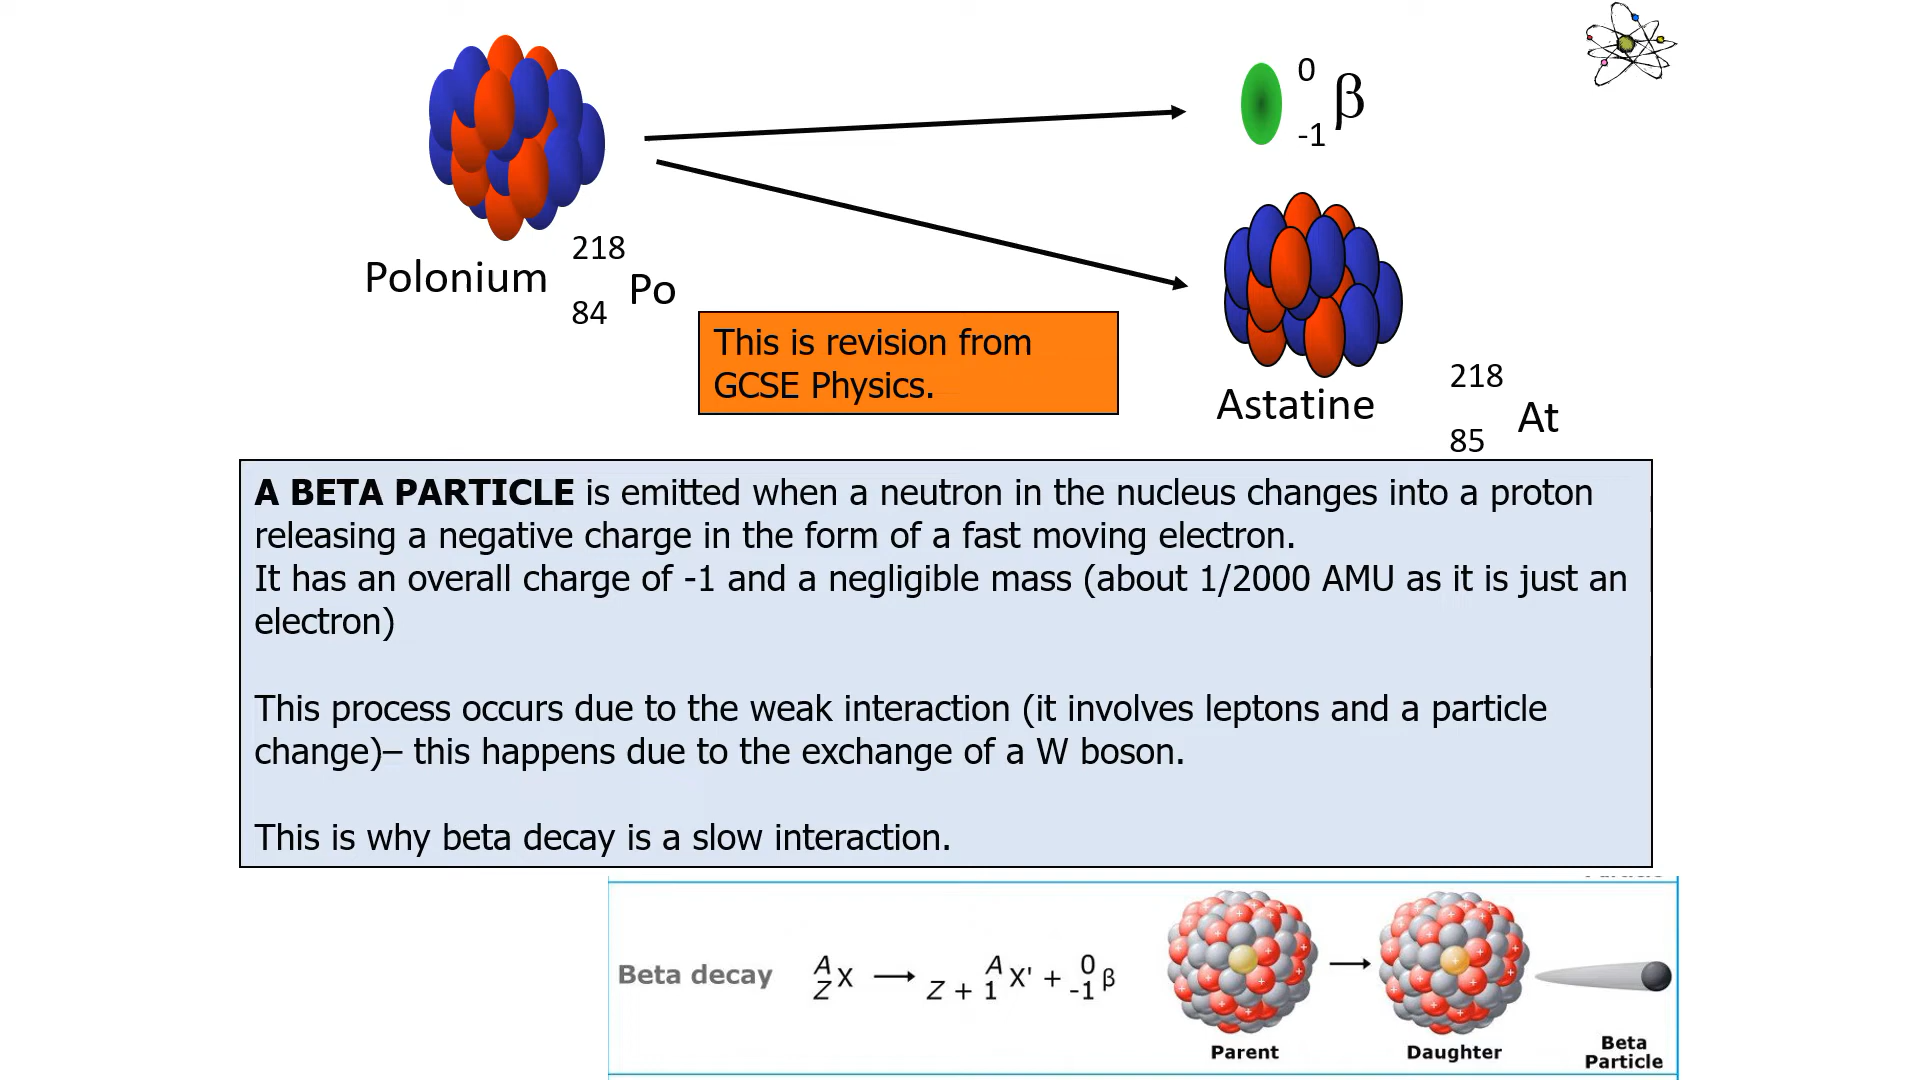 0
-1 β
Polonium
218
84 Po
This is revision from
GCSE Physics.
Astatine
218
85 At
A BETA PARTICLE is emitted when a neutron in the nucleus changes into a proton
releasing a negative charge in the form of a fast moving electron.
It has an overall charge of -1 and a negligible mass (about 1/2000 AMU as it is just an
electron)
This process occurs due to the weak interaction (it involves leptons and a particle
change)– this happens due to the exchange of a W boson.
This is why beta decay is a slow interaction.
Beta decay
A
Z X → A
Z + 1 X' + 0
-1 β
Parent
Daughter
Beta
Particle